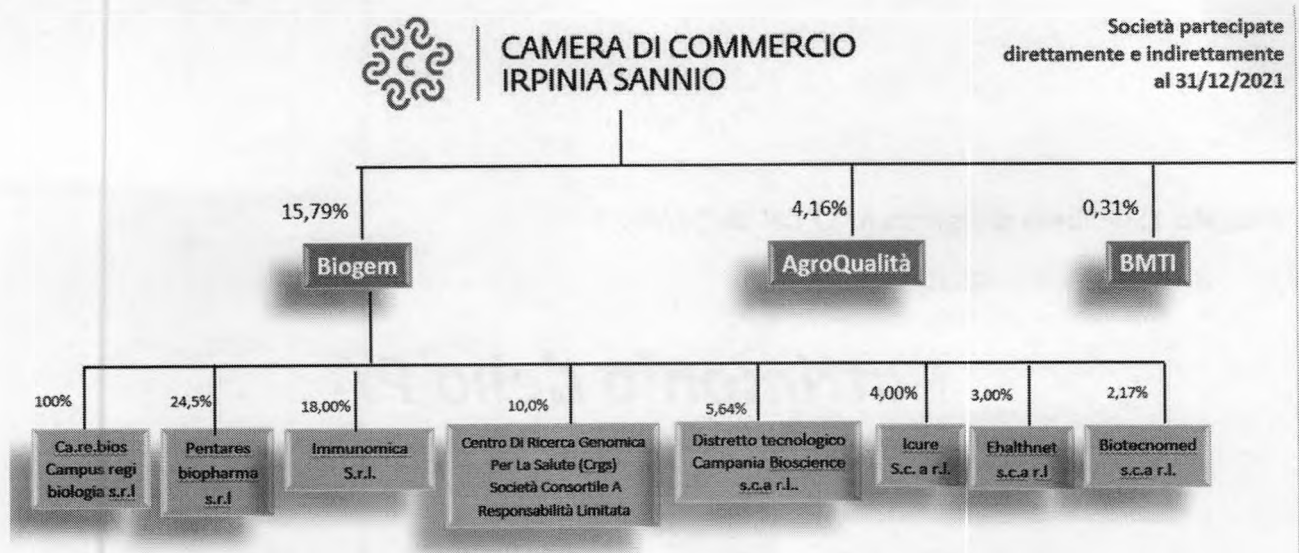 CAMERA DI COMMERCIO
IRPINIA SANNIO
Società partecipate
direttamente e indirettamente
al 31/12/2021
15,79%
4,16%
0,31%
Biogem
AgroQualità
BMTI
100%
24,5%
18,00%
10,0%
5,64%
4,00%
3,00%
2,17%
Ca.re.bios
Campus regi
biologia s.r.l
Pentares
biopharma
s.r.l
Immunomica
S.r.l.
Centro Di Ricerca Genomica
Per La Salute (Crgs)
Società Consortile A
Responsabilità Limitata
Distretto tecnologico
Campania Bioscience
s.c.a r.l..
Icure
S.c. a r.l.
Ehalthnet
s.c.a r.l
Biotecnomed
s.c.a r.l.